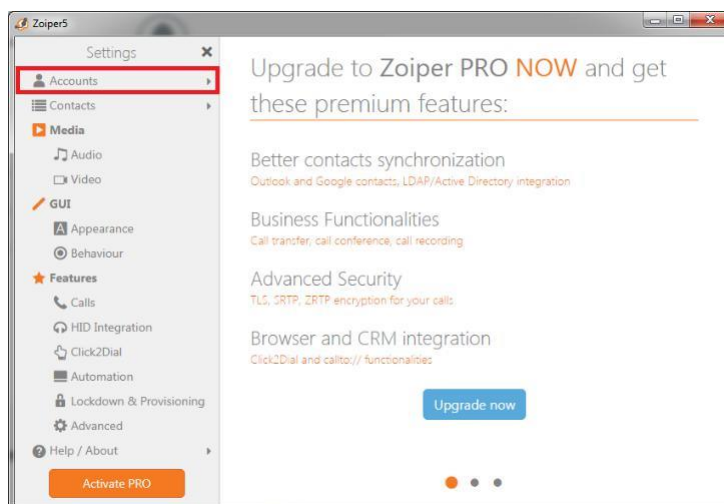 Zoiper5
Settings
Accounts
Contacts
Media
Audio
Video
GUI
Appearance
Behaviour
Features
Calls
HID Integration
Click2Dial
Automation
Lockdown & Provisioning
Advanced
Help / About
Activate PRO
Upgrade to Zoiper PRO NOW and get
these premium features:
Better contacts synchronization
Outlook and Google contacts, LDAP/Active Directory integration
Business Functionalities
Call transfer, call conference, call recording
Advanced Security
TLS, SRTP, ZRTP encryption for your calls
Browser and CRM integration
Click2Dial and callto:// functionalities
Upgrade now